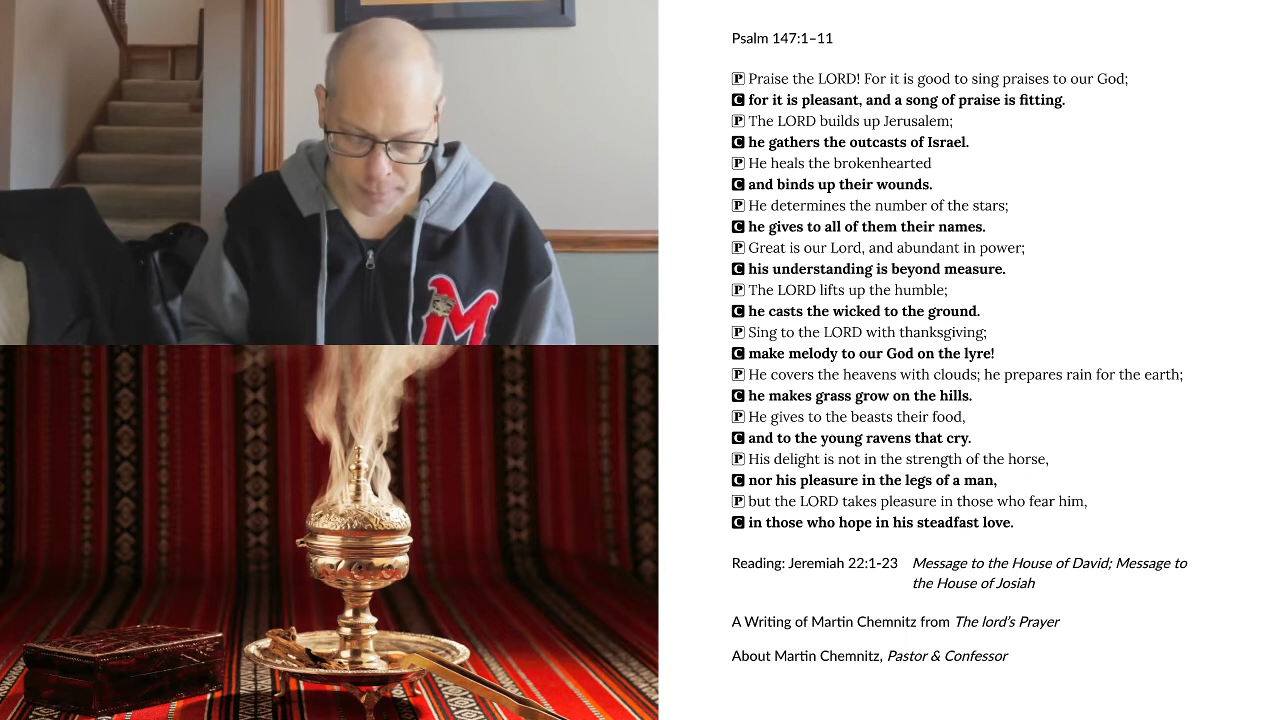 M
Psalm 147:1–11
P Praise the LORD! For it is good to sing praises to our God;
C for it is pleasant, and a song of praise is fitting.
P The LORD builds up Jerusalem;
C he gathers the outcasts of Israel.
P He heals the brokenhearted
C and binds up their wounds.
P He determines the number of the stars;
C he gives to all of them their names.
P Great is our Lord, and abundant in power;
C his understanding is beyond measure.
P The LORD lifts up the humble;
C he casts the wicked to the ground.
P Sing to the LORD with thanksgiving;
C make melody to our God on the lyre!
P He covers the heavens with clouds; he prepares rain for the earth;
C he makes grass grow on the hills.
P He gives to the beasts their food,
C and to the young ravens that cry.
P His delight is not in the strength of the horse,
C nor his pleasure in the legs of a man,
P but the LORD takes pleasure in those who fear him,
C in those who hope in his steadfast love.
Reading: Jeremiah 22:1-23 Message to the House of David; Message to
the House of Josiah
A Writing of Martin Chemnitz from The lord's Prayer
About Martin Chemnitz, Pastor & Confessor